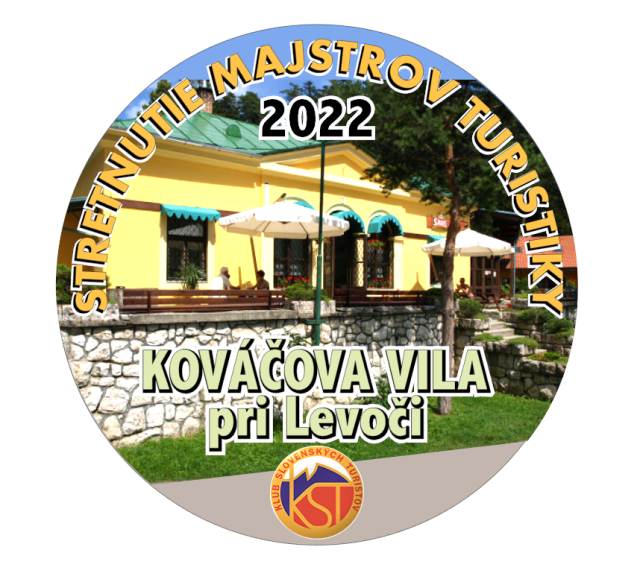 STRETNUTIE MAJSTROV TURISTIKY
2022
KOVÁČOVA VILA
pri Levoči
KLUB SLOVENSKÝCH TURISTOV
KST